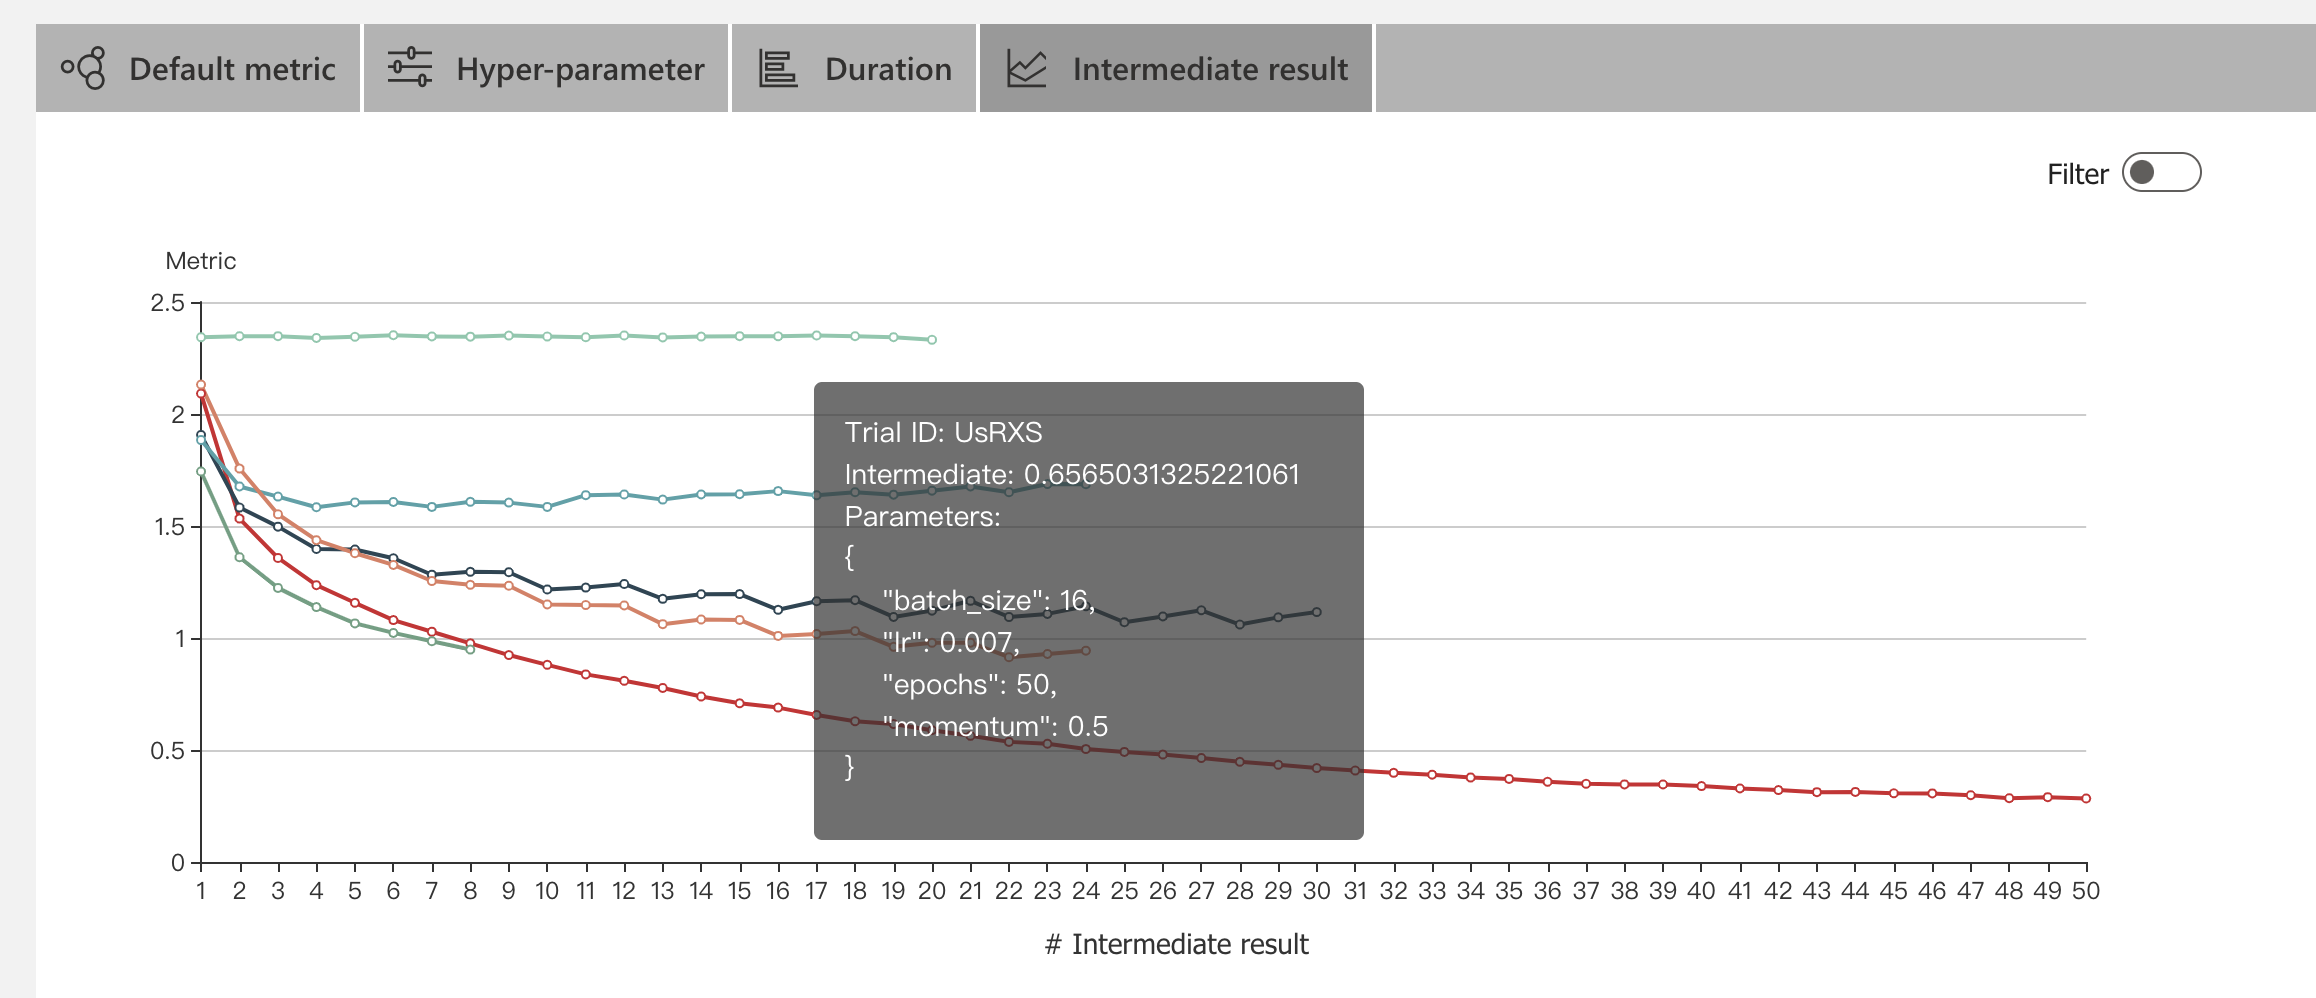 Default metric Hyper-parameter Duration Intermediate result
Filter
Metric
2.5
2
1.5
1
0.5
0
Trial ID: UsRXS
Intermediate: 0.6565031325221061
Parameters:
{
"batch_size": 16,
"lr": 0.007,
"epochs": 50,
"momentum": 0.5
}
1 2 3 4 5 6 7 8 9 10 11 12 13 14 15 16 17 18 19 20 21 22 23 24 25 26 27 28 29 30 31 32 33 34 35 36 37 38 39 40 41 42 43 44 45 46 47 48 49 50
# Intermediate result